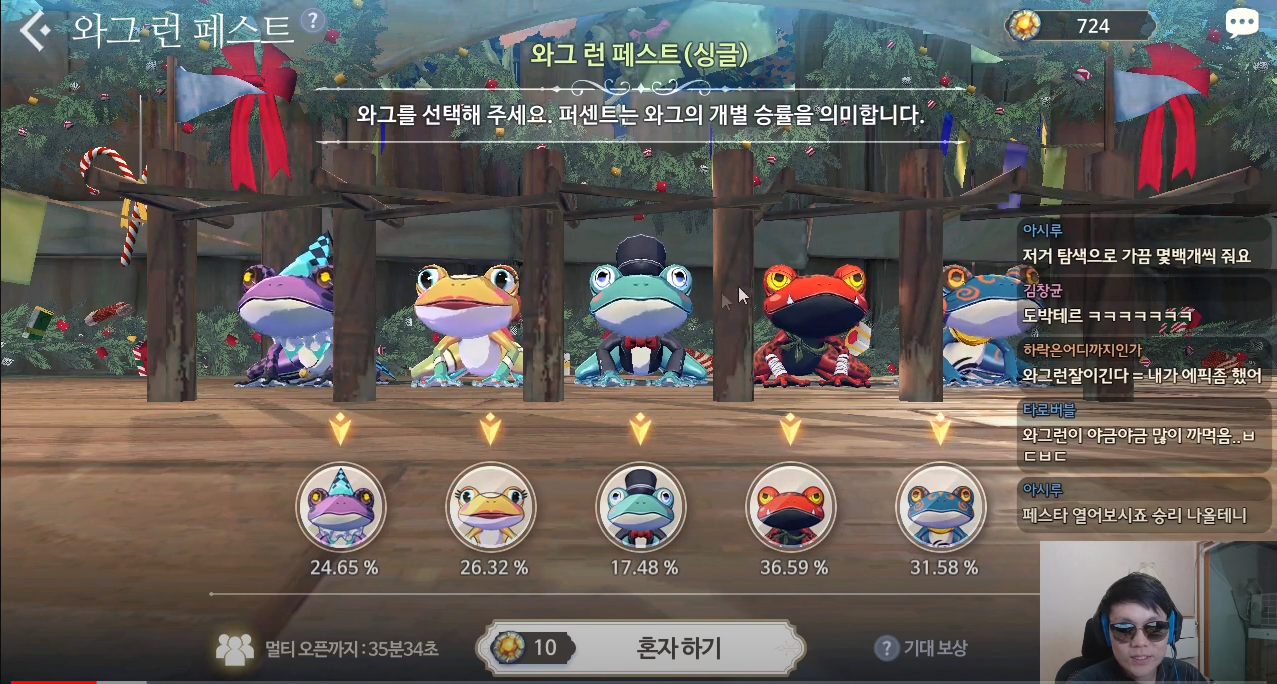 와그 런 페스트 ?
724
와그 런 페스트(싱글)
와그를 선택해 주세요. 퍼센트는 와그의 개별 승률을 의미합니다.
아시루
저거 탐색으로 가끔 몇백개씩 줘요
김창균
도박테르 ㅋㅋㅋㅋㅋㅋㅋ
하락은어디까지인가
와그런잘이긴다 = 내가 에픽좀 했어
타로버블
와그런이 야금야금 많이 까먹음..ㅂ
ㄷㅂㄷ
아시루
페스타 열어보시죠 승리 나올테니
24.65 %
26.32 %
17.48 %
36.59 %
31.58 %
멀티 오픈까지 : 35분34초
10
혼자 하기
? 기대 보상